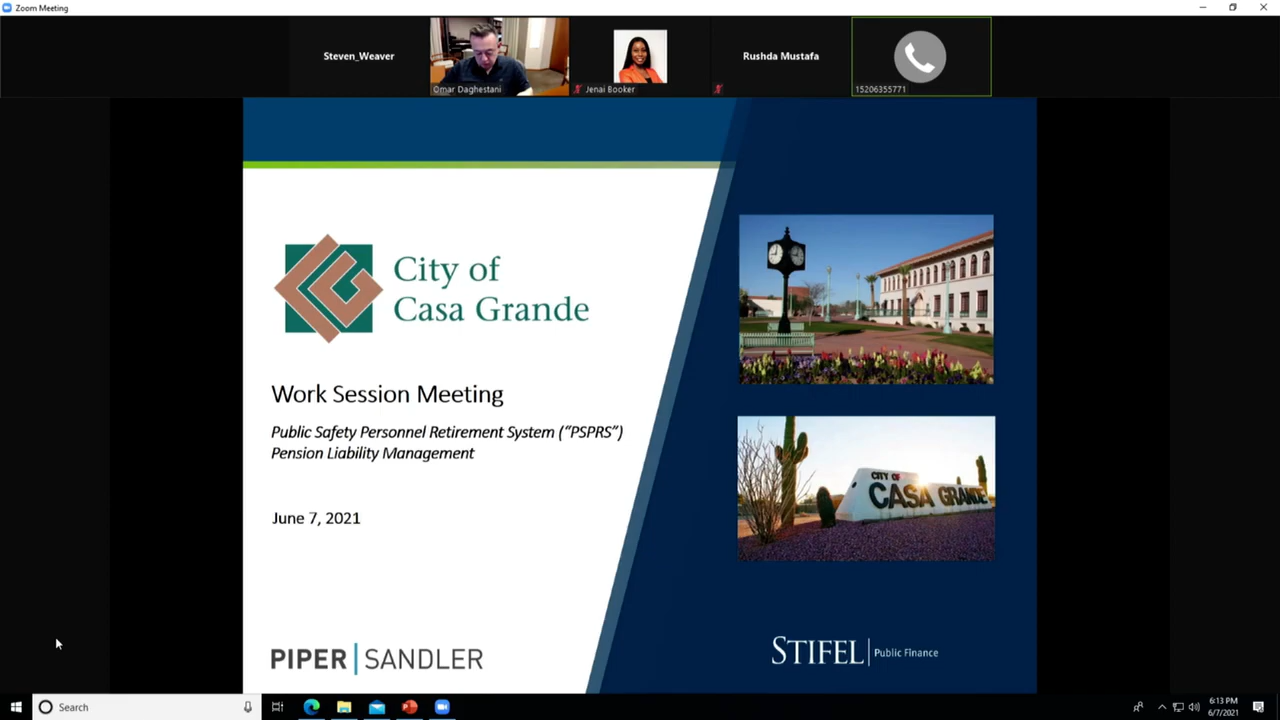 Zoom Meeting
Steven_Weaver
Omar Daghestani
Jenai Booker
Rushda Mustafa
15206355771
City of
Casa Grande
Work Session Meeting
Public Safety Personnel Retirement System ("PSPRS")
Pension Liability Management
June 7, 2021
CITY OF
CASA GRANDE
PIPER | SANDLER
STIFEL | Public Finance
Search
6:13 PM
6/7/2021